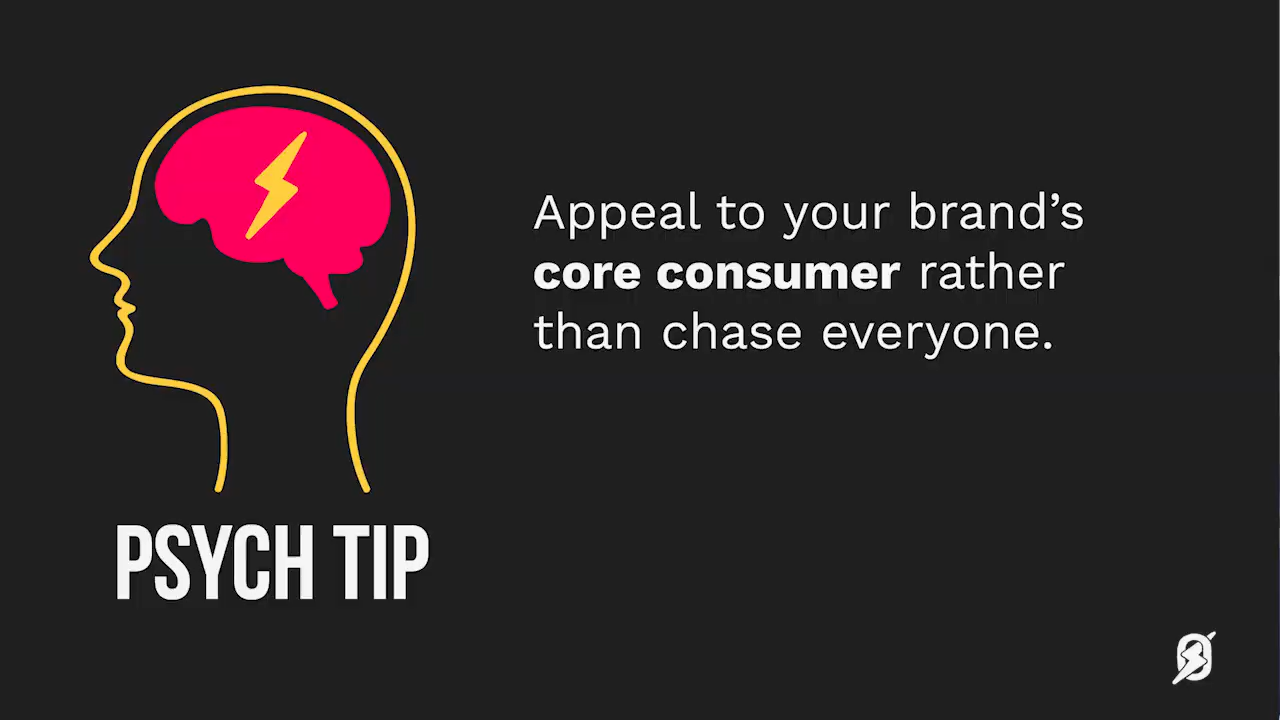 Appeal to your brand’s
core consumer rather
than chase everyone.
PSYCH TIP